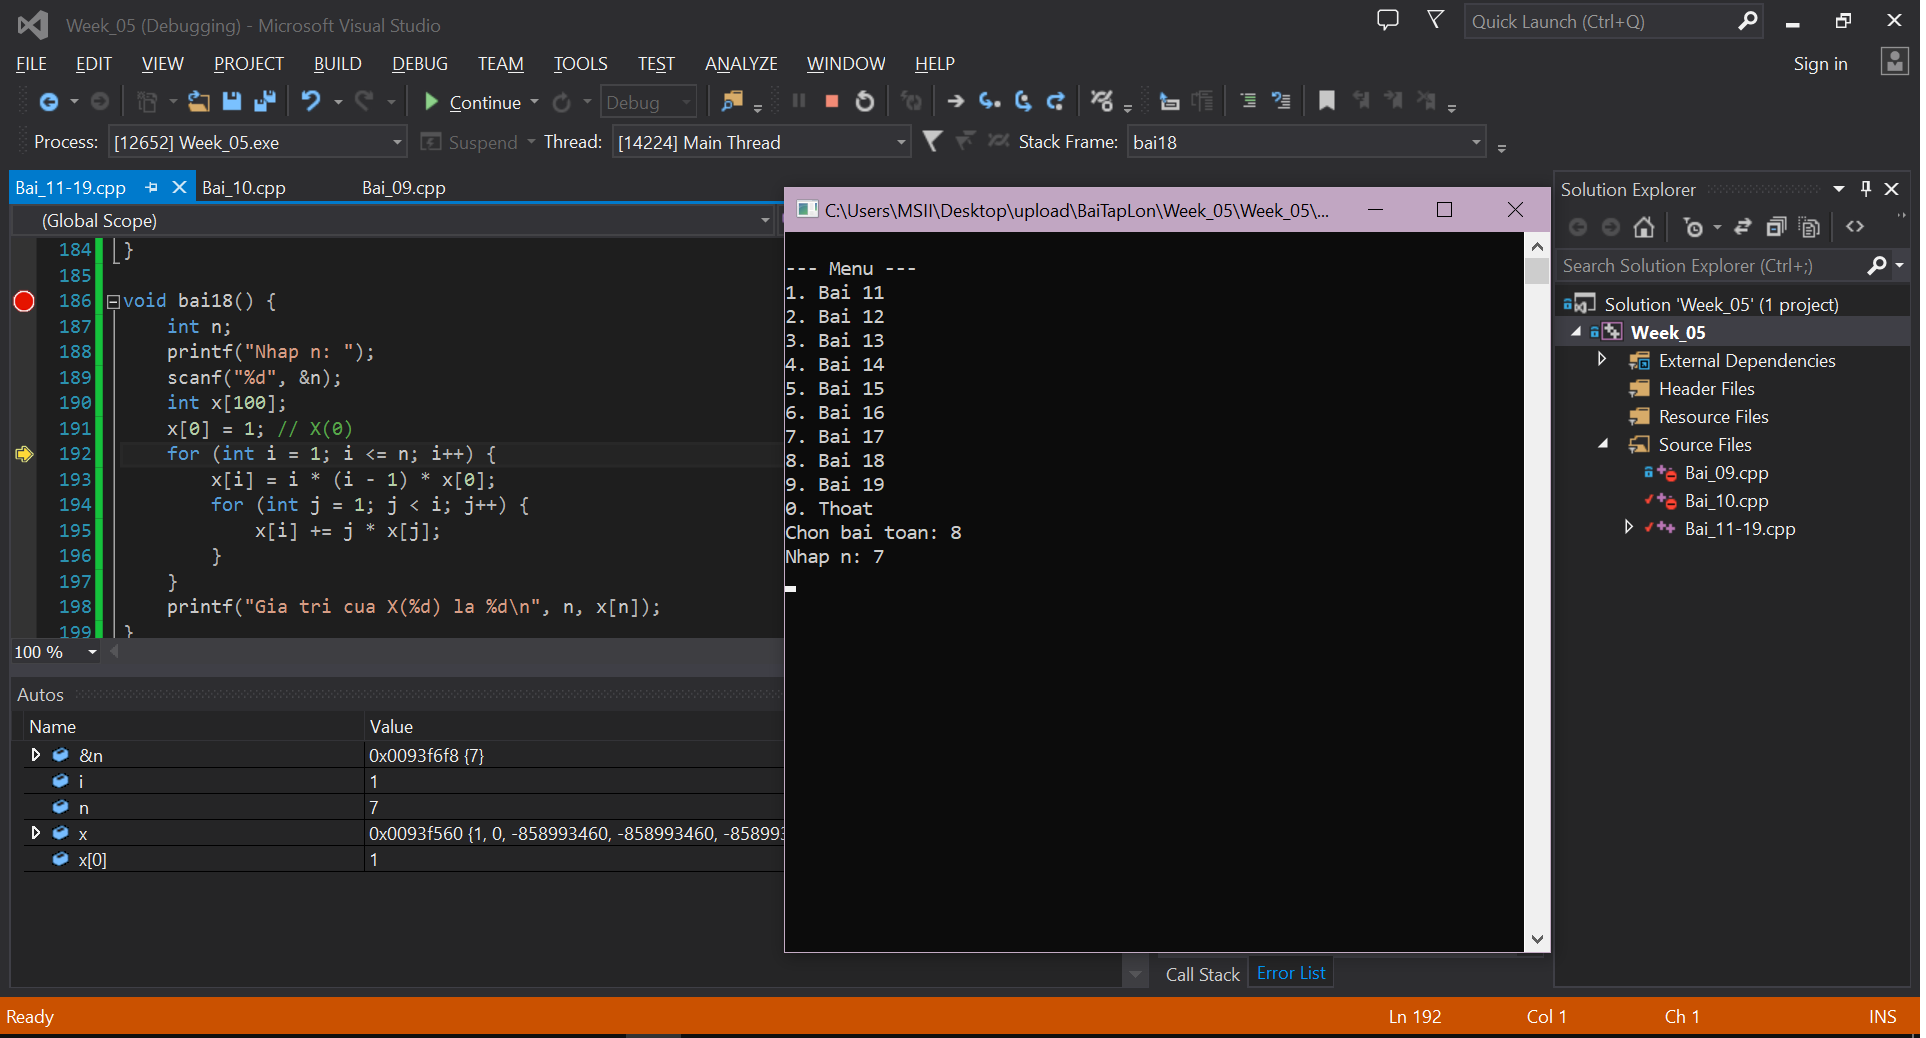 Week_05 (Debugging) - Microsoft Visual Studio
Quick Launch (Ctrl+Q)
FILE EDIT VIEW PROJECT BUILD DEBUG TEAM TOOLS TEST ANALYZE WINDOW HELP
Sign in
Continue Debug
Process: [12652] Week_05.exe Suspend Thread: [14224] Main Thread Stack Frame: bai18
Bai_11-19.cpp Bai_10.cpp Bai_09.cpp
(Global Scope)
184 }
185
186 void bai18() {
187 int n;
188 printf("Nhap n: ");
189 scanf("%d", &n);
190 int x[100];
191 x[0] = 1; // X(0)
192 for (int i = 1; i <= n; i++) {
193 x[i] = i * (i - 1) * x[0];
194 for (int j = 1; j < i; j++) {
195 x[i] += j * x[j];
196 }
197 }
198 printf("Gia tri cua X(%d) la %d\n", n, x[n]);
199 }
100 %
Autos
Name Value
&n 0x0093f6f8 {7}
i 1
n 7
x 0x0093f560 {1, 0, -858993460, -858993460, -85899
x[0] 1
C:\Users\MSII\Desktop\upload\BaiTapLon\Week_05\Week_05\...
--- Menu ---
1. Bai 11
2. Bai 12
3. Bai 13
4. Bai 14
5. Bai 15
6. Bai 16
7. Bai 17
8. Bai 18
9. Bai 19
0. Thoat
Chon bai toan: 8
Nhap n: 7
Call Stack Error List
Solution Explorer
Search Solution Explorer (Ctrl+;)
Solution 'Week_05' (1 project)
Week_05
External Dependencies
Header Files
Resource Files
Source Files
Bai_09.cpp
Bai_10.cpp
Bai_11-19.cpp
Ready Ln 192 Col 1 Ch 1 INS